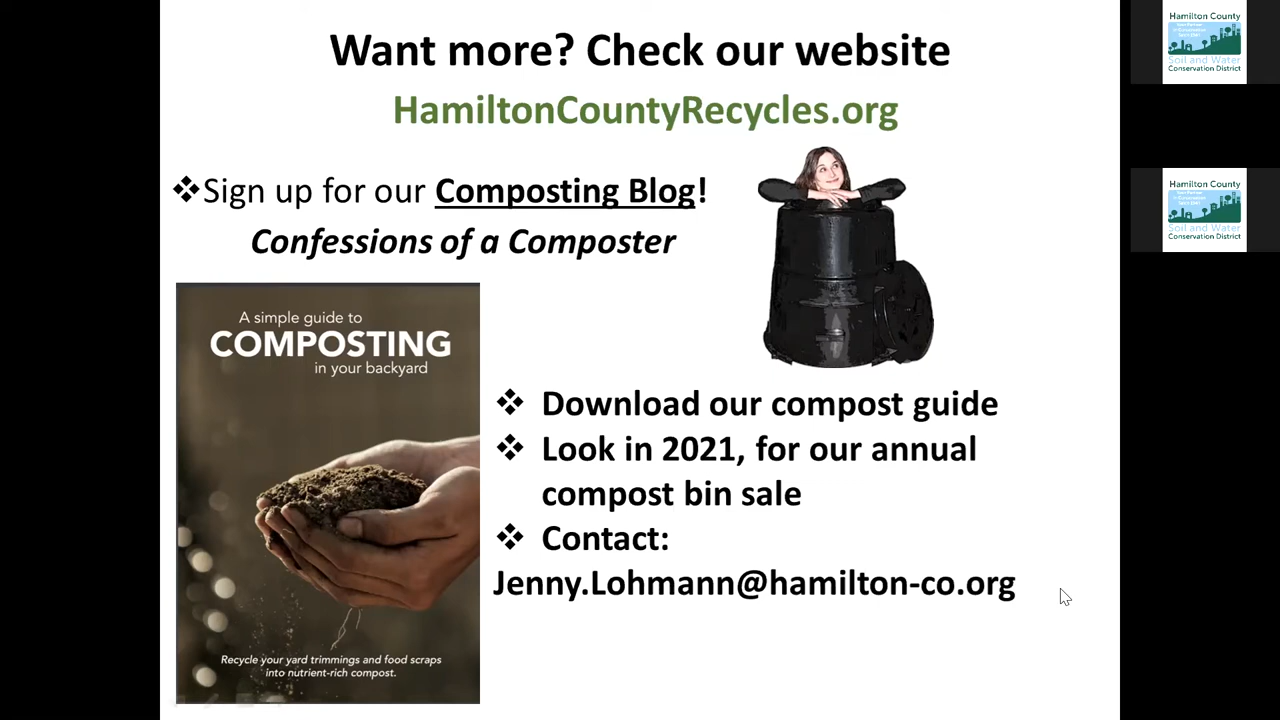 Want more? Check our website
HamiltonCountyRecycles.org
❖Sign up for our Composting Blog!
Confessions of a Composter
A simple guide to
COMPOSTING
in your backyard
Recycle your yard trimmings and food scraps
into nutrient-rich compost.
❖ Download our compost guide
❖ Look in 2021, for our annual
compost bin sale
❖ Contact:
Jenny.Lohmann@hamilton-co.org
Hamilton County
Soil and Water
Conservation District
Hamilton County
Soil and Water
Conservation District